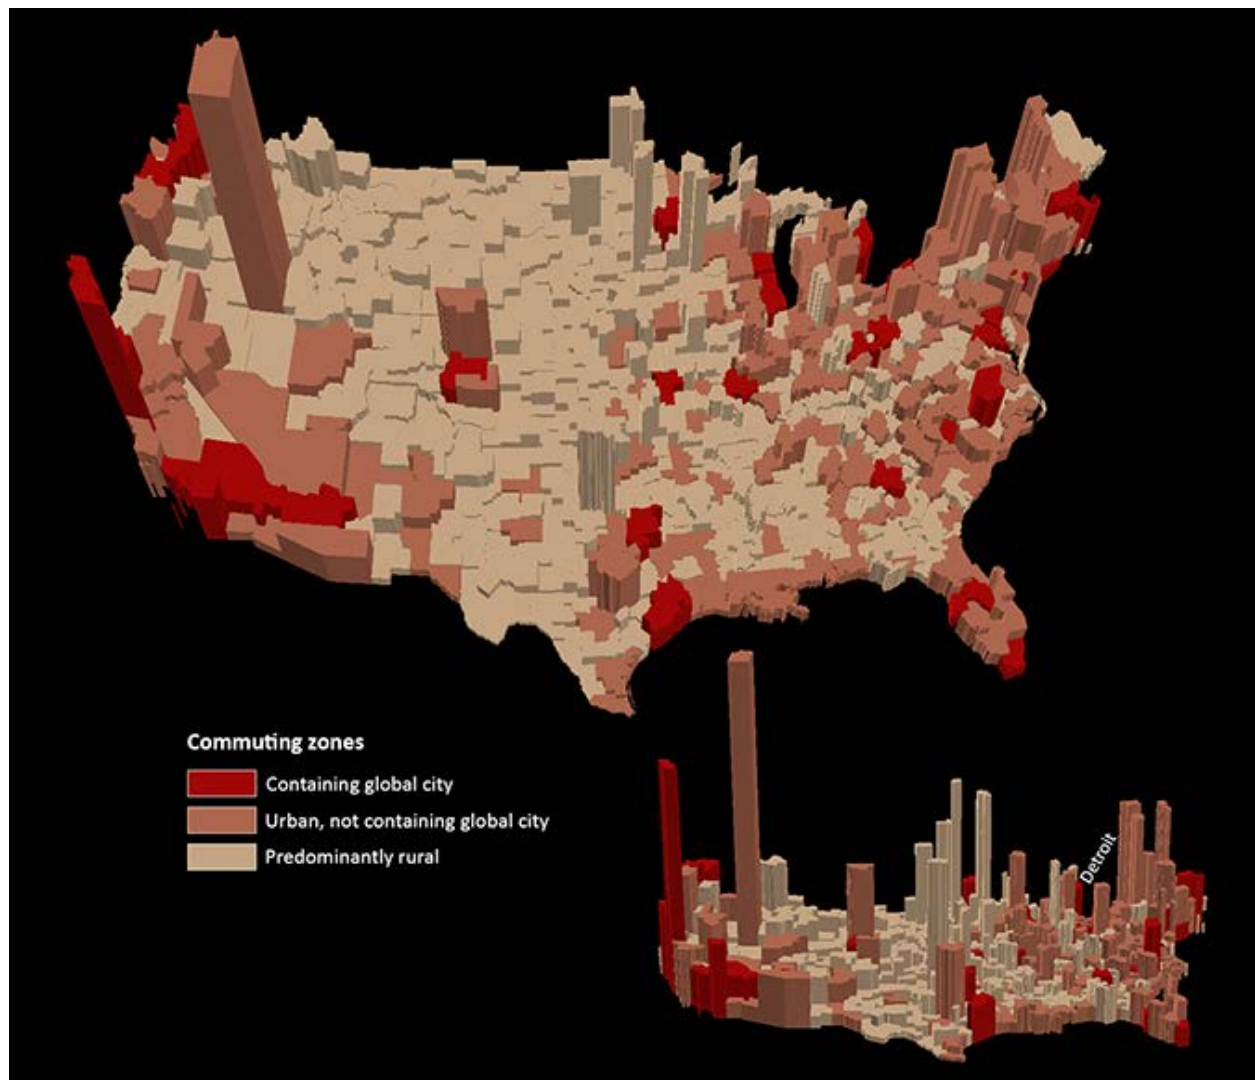 Commuting zones
Containing global city
Urban, not containing global city
Predominantly rural
Detroit